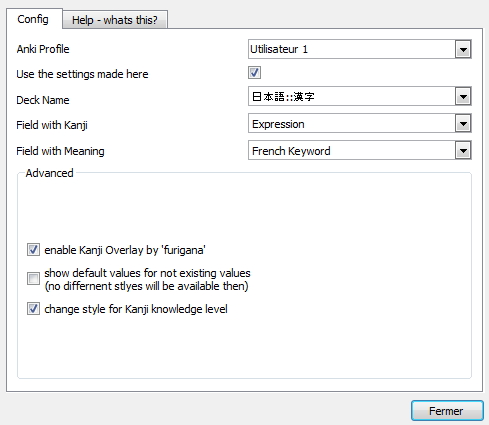 Config
Help - whats this?
Anki Profile
Utilisateur 1
Use the settings made here
Deck Name
日本語::漢字
Field with Kanji
Expression
Field with Meaning
French Keyword
Advanced
enable Kanji Overlay by 'furigana'
show default values for not existing values
(no differnent stlyes will be available then)
change style for Kanji knowledge level
Fermer